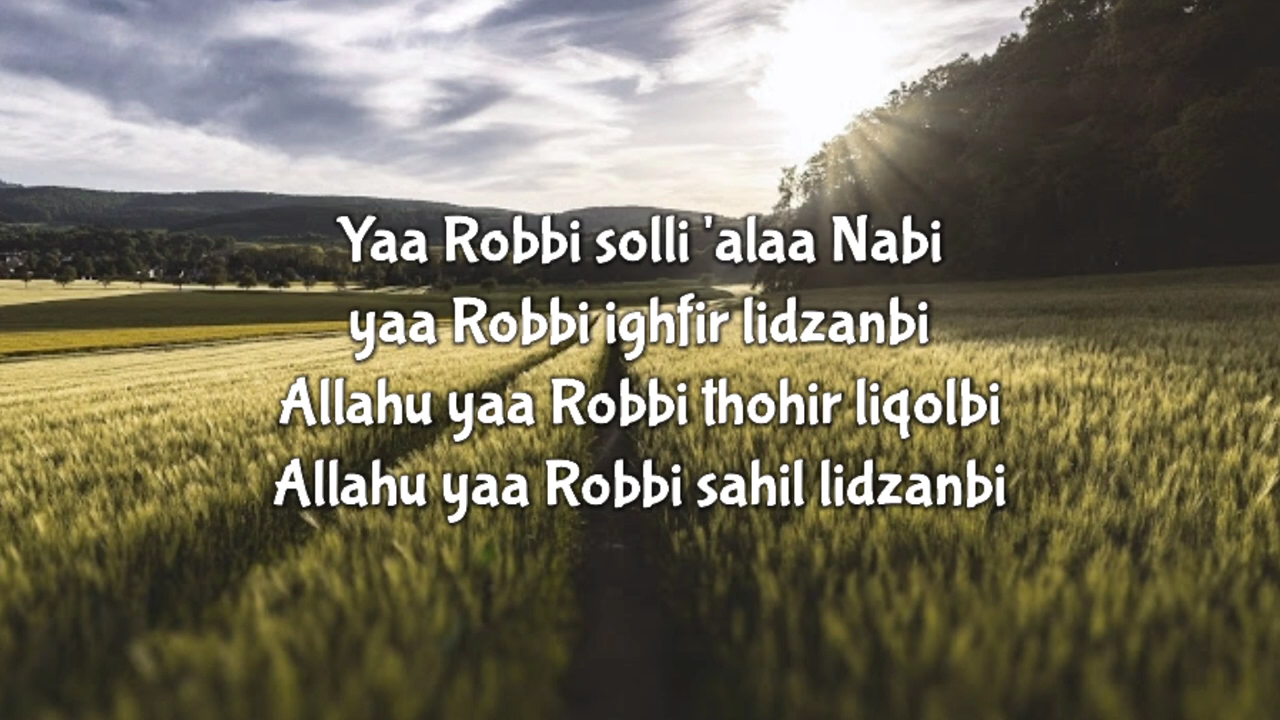 Yaa Robbi solli 'alaa Nabi
yaa Robbi ighfir lidzanbi
Allahu yaa Robbi thohir liqolbi
Allahu yaa Robbi sahil lidzanbi